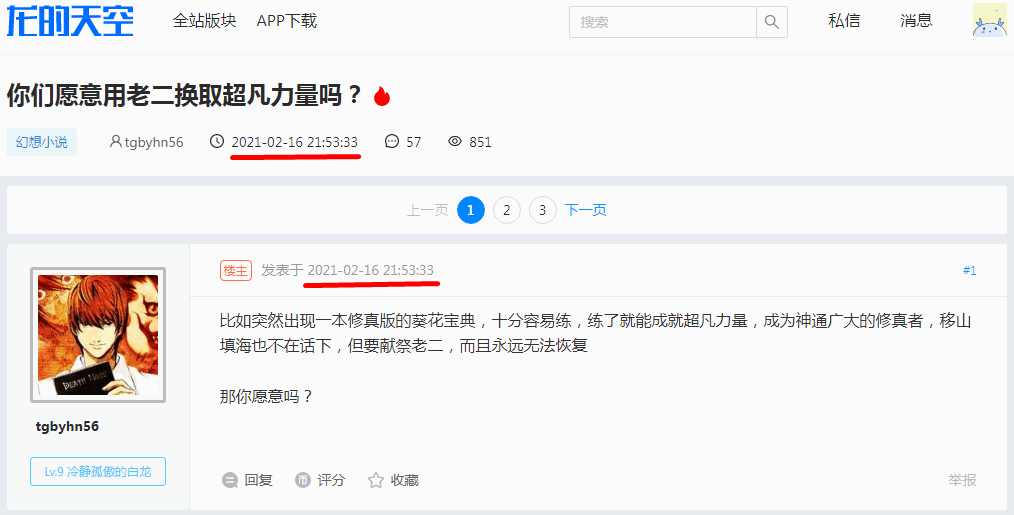 龙的天空 全站版块 APP下载 搜索 私信 消息
你们愿意用老二换取超凡力量吗？
幻想小说 tgbyhn56 2021-02-16 21:53:33 57 851
上一页 1 2 3 下一页
楼主 发表于 2021-02-16 21:53:33 #1
比如突然出现一本修真版的葵花宝典，十分容易练，练了就能成就超凡力量，成为神通广大的修真者，移山
填海也不在话下，但要献祭老二，而且永远无法恢复
那你愿意吗？
DEATH NOTE
tgbyhn56
Lv.9 冷静孤傲的白龙
回复 评分 收藏 举报